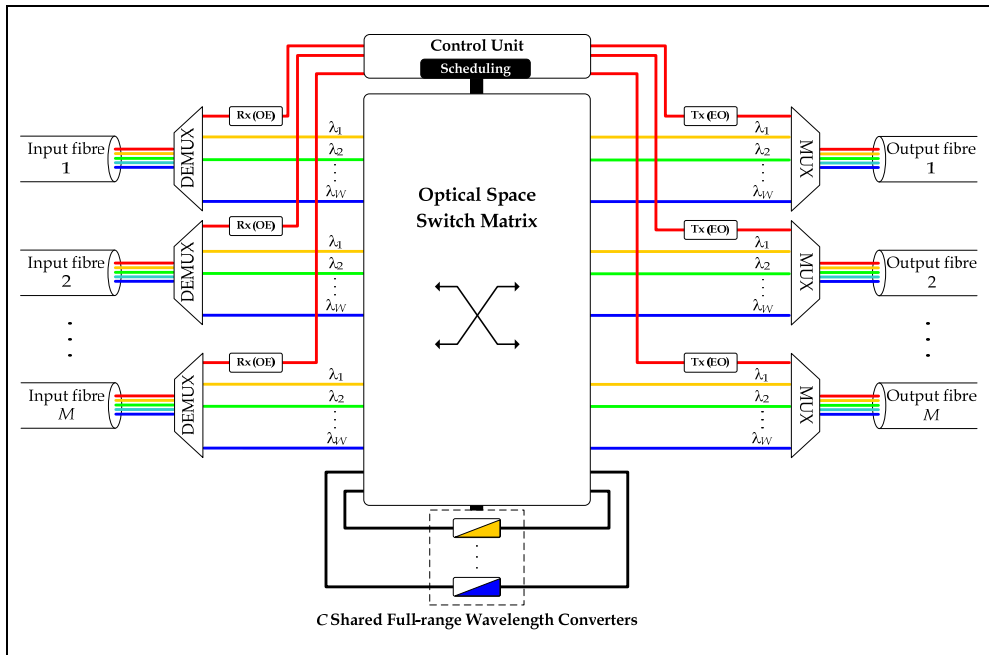 Control Unit
Scheduling
Rx (OE)
Tx (EO)
Input fibre
1
DEMUX
λ1
λ2
λW
λ1
λ2
λW
MUX
Output fibre
1
Optical Space
Switch Matrix
Rx (OE)
Tx (EO)
Input fibre
2
DEMUX
λ1
λ2
λW
λ1
λ2
λW
MUX
Output fibre
2
Rx (OE)
Tx (EO)
Input fibre
M
DEMUX
λ1
λ2
λW
λ1
λ2
λW
MUX
Output fibre
M
C Shared Full-range Wavelength Converters